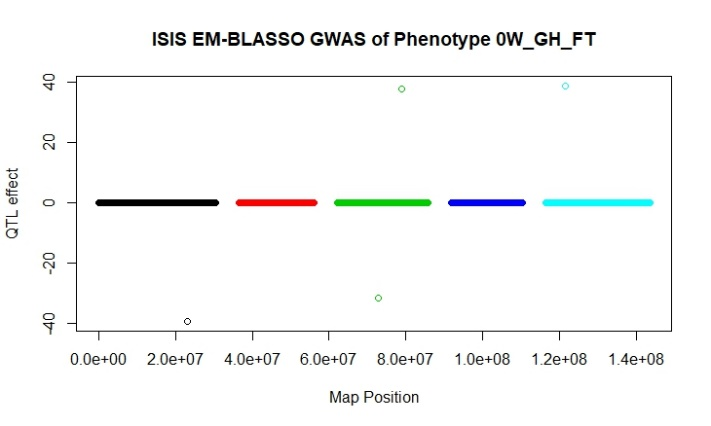 ISIS EM-BLASSO GWAS of Phenotype 0W_GH_FT
40
20
0
-20
-40
QTL effect
0.0e+00 2.0e+07 4.0e+07 6.0e+07 8.0e+07 1.0e+08 1.2e+08 1.4e+08
Map Position